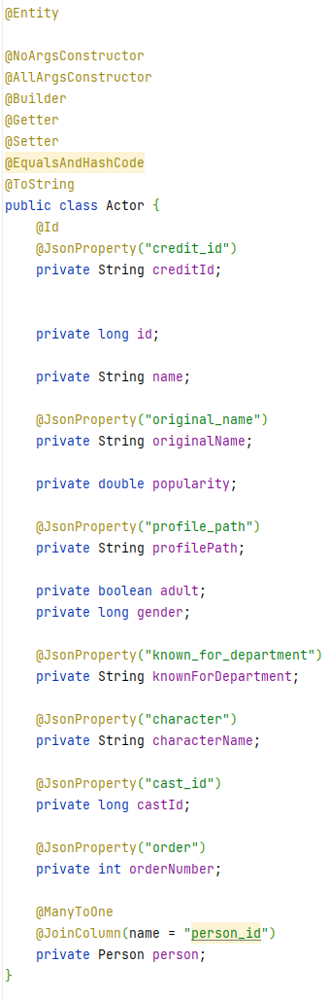 @Entity
@NoArgsConstructor
@AllArgsConstructor
@Builder
@Getter
@Setter
@EqualsAndHashCode
@ToString
public class Actor {
@Id
@JsonProperty("credit_id")
private String creditId;
private long id;
private String name;
@JsonProperty("original_name")
private String originalName;
private double popularity;
@JsonProperty("profile_path")
private String profilePath;
private boolean adult;
private long gender;
@JsonProperty("known_for_department")
private String knownForDepartment;
@JsonProperty("character")
private String characterName;
@JsonProperty("cast_id")
private long castId;
@JsonProperty("order")
private int orderNumber;
@ManyToOne
@JoinColumn(name = "person_id")
private Person person;
}